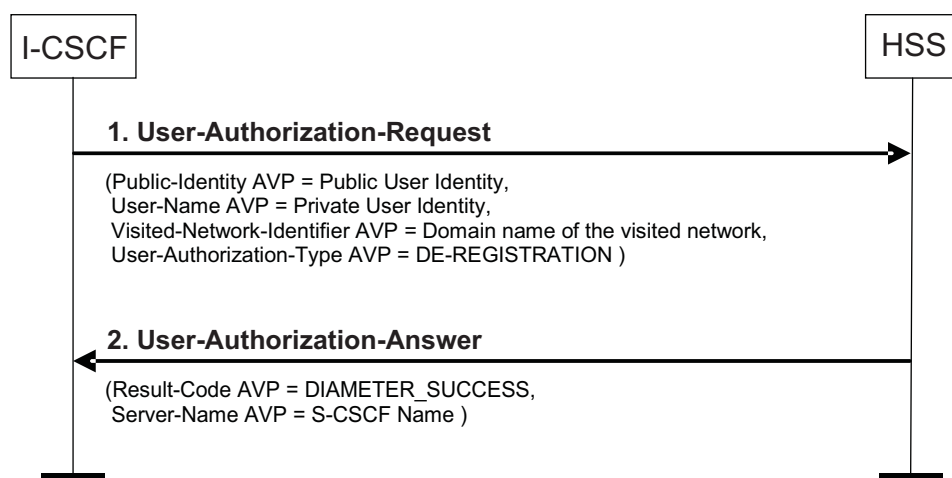 I-CSCF
HSS
1. User-Authorization-Request
(Public-Identity AVP = Public User Identity,
User-Name AVP = Private User Identity,
Visited-Network-Identifier AVP = Domain name of the visited network,
User-Authorization-Type AVP = DE-REGISTRATION )
2. User-Authorization-Answer
(Result-Code AVP = DIAMETER_SUCCESS,
Server-Name AVP = S-CSCF Name )